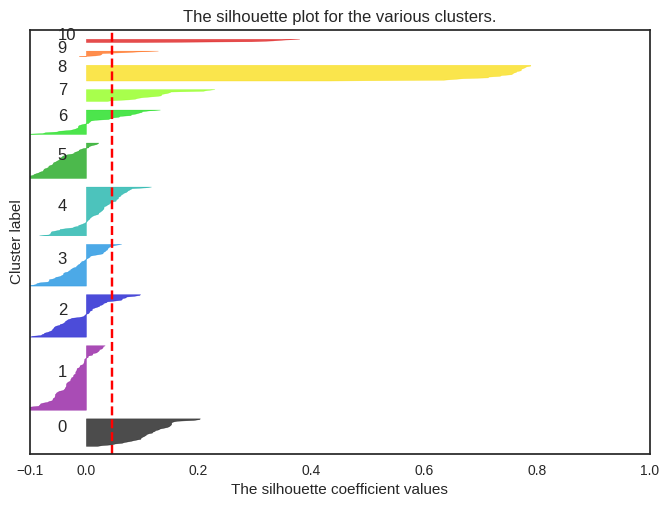 The silhouette plot for the various clusters.
10
9
8
7
6
5
4
3
2
1
0
Cluster label
−0.1 0.0 0.2 0.4 0.6 0.8 1.0
The silhouette coefficient values